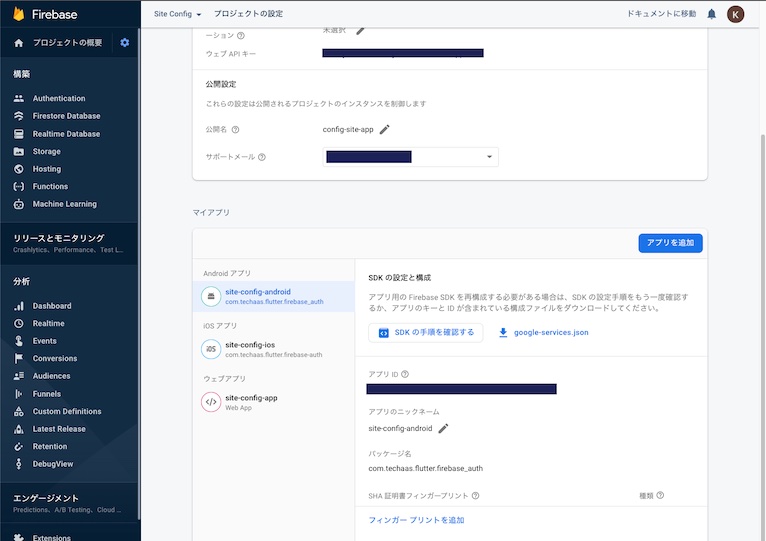 Firebase
Site Config
プロジェクトの設定
ドキュメントに移動
K
プロジェクトの概要
構築
Authentication
Firestore Database
Realtime Database
Storage
Hosting
Functions
Machine Learning
リリースとモニタリング
Crashlytics、Performance、Test L...
分析
Dashboard
Realtime
Events
Conversions
Audiences
Funnels
Custom Definitions
Latest Release
Retention
DebugView
エンゲージメント
Predictions、A/B Testing、Cloud ...
Extensions
ーション
未選択
ウェブ API キー
公開設定
これらの設定は公開されるプロジェクトのインスタンスを制御します
公開名
config-site-app
サポートメール
マイアプリ
アプリを追加
Android アプリ
site-config-android
com.techaas.flutter.firebase_auth
iOS アプリ
iOS
site-config-ios
com.techaas.flutter.firebase-auth
ウェブアプリ
</>
site-config-app
Web App
SDK の設定と構成
アプリ用の Firebase SDK を再構成する必要がある場合は、SDK の設定手順をもう一度確認す
るか、アプリのキーと ID が含まれている構成ファイルをダウンロードしてください。
SDK の手順を確認する
google-services.json
アプリ ID
アプリのニックネーム
site-config-android
パッケージ名
com.techaas.flutter.firebase_auth
SHA 証明書フィンガープリント
種類
フィンガー プリントを追加